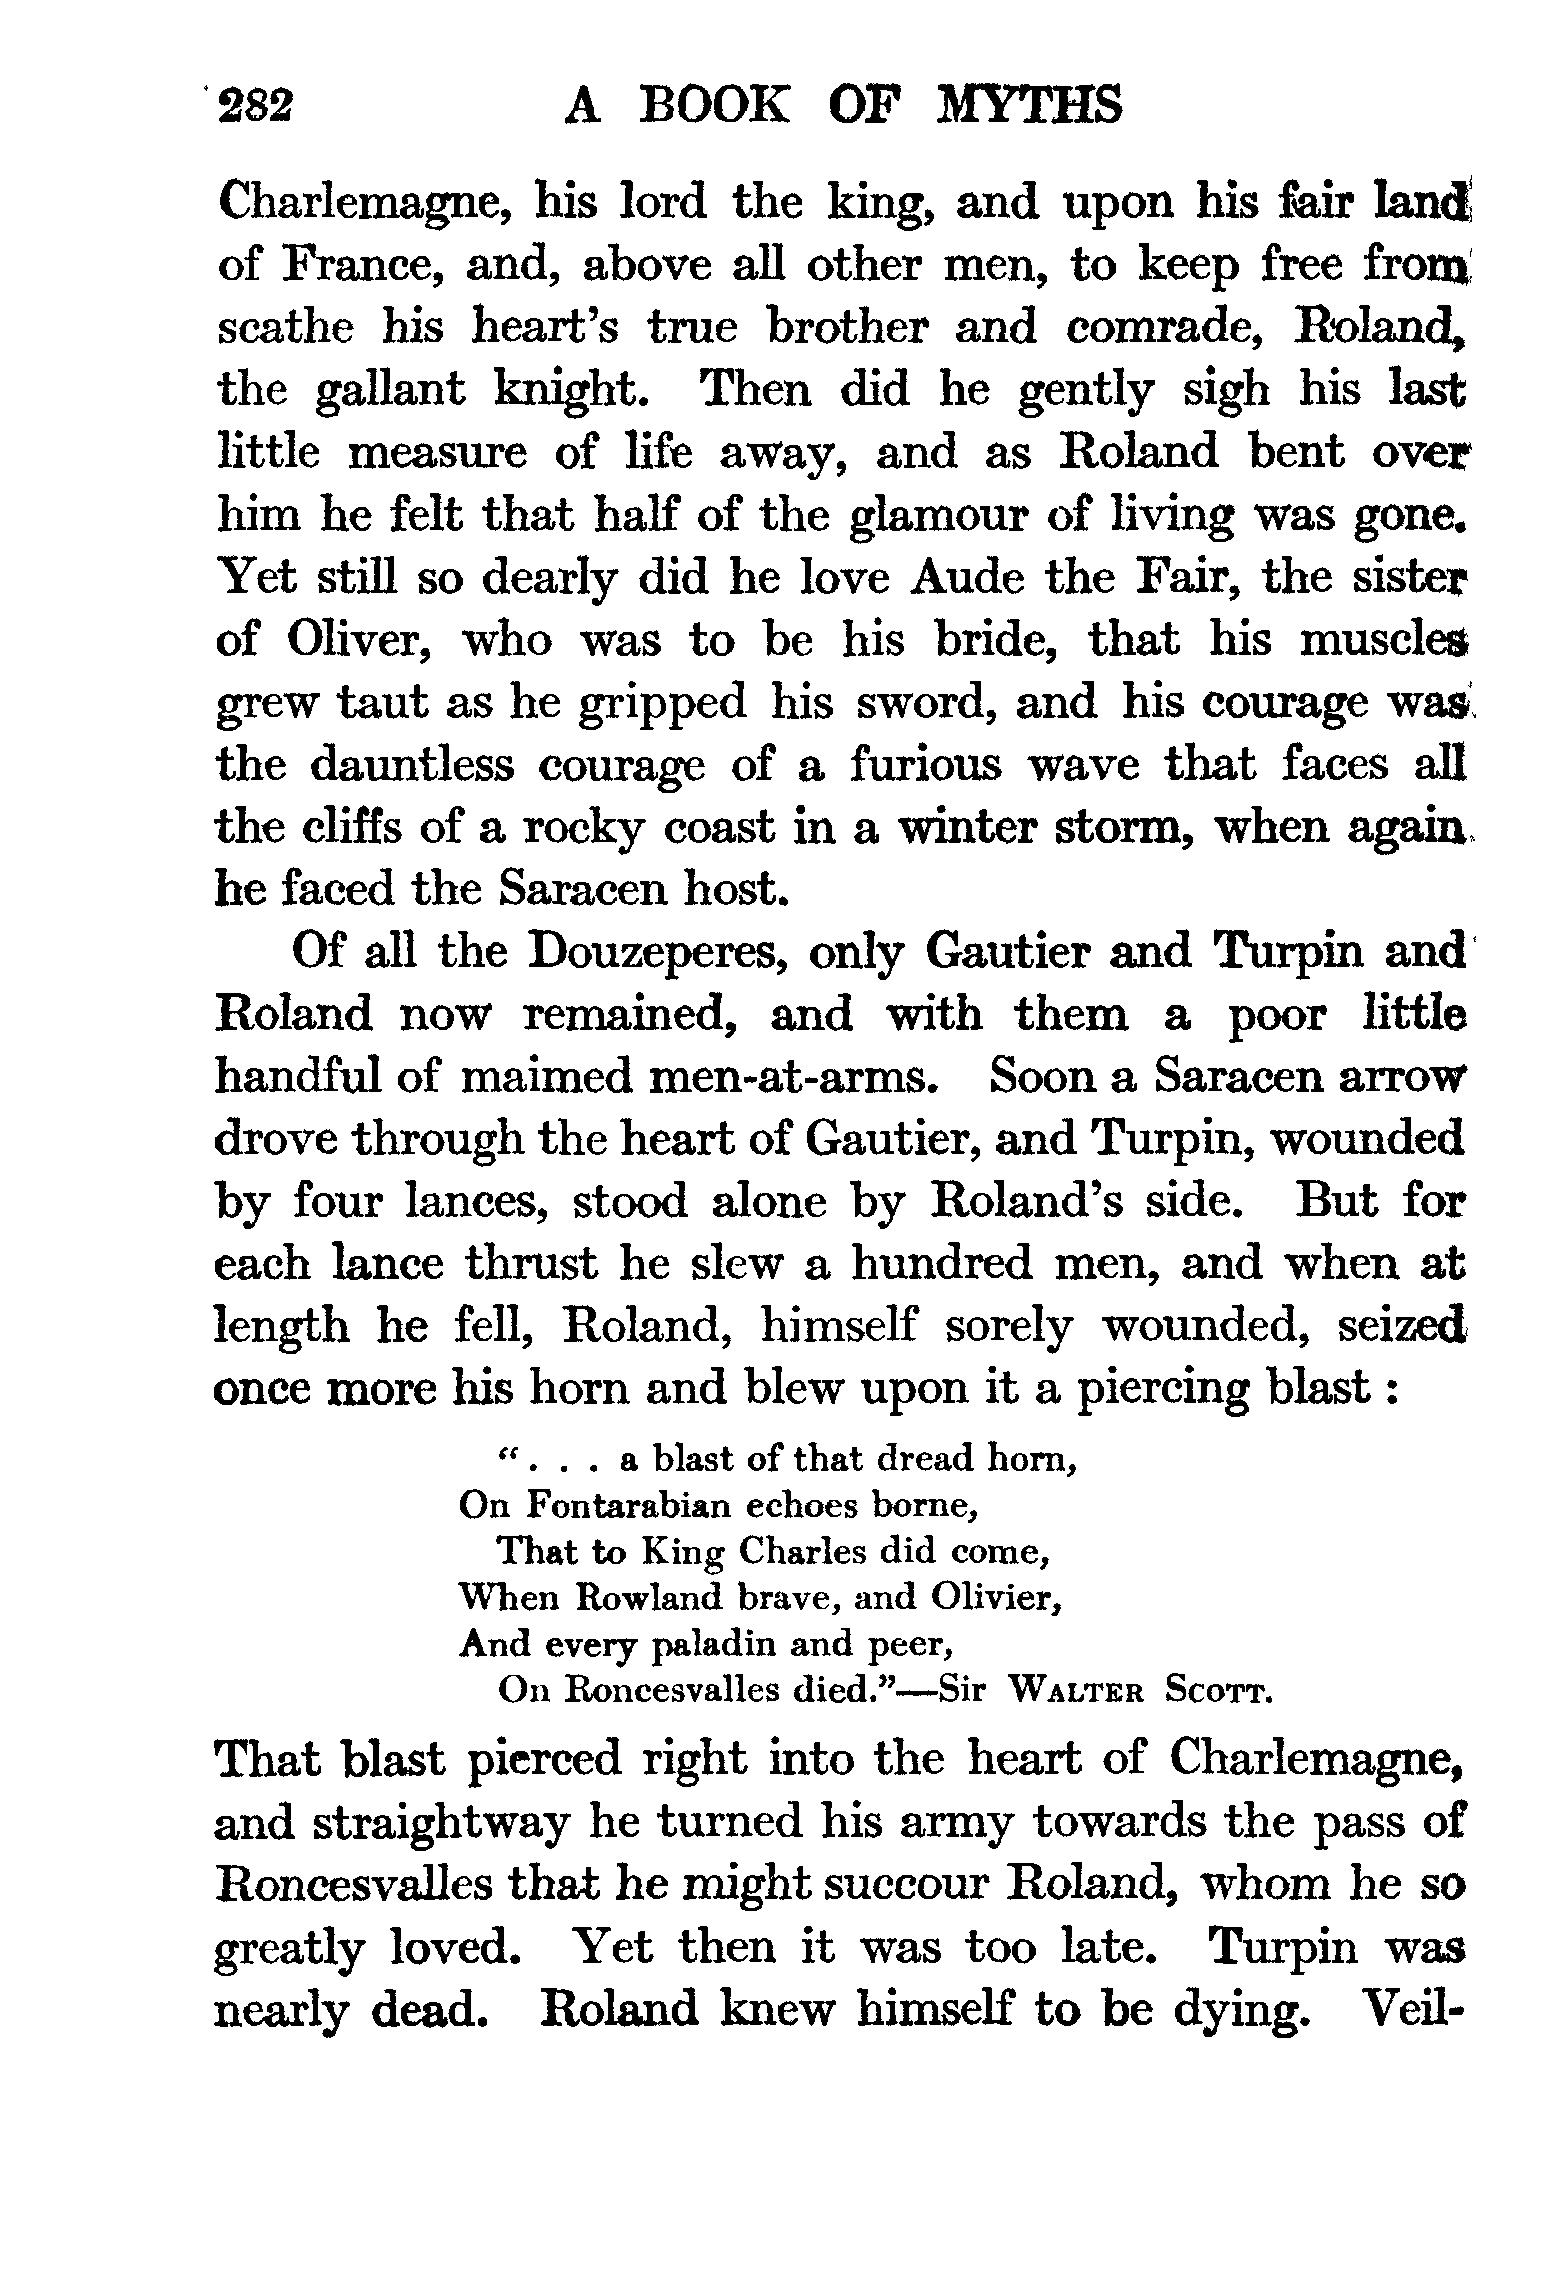 282 A BOOK OF MYTHS
Charlemagne, his lord the king, and upon his fair land
of France, and, above all other men, to keep free from
scathe his heart's true brother and comrade, Roland,
the gallant knight. Then did he gently sigh his last
little measure of life away, and as Roland bent over
him he felt that half of the glamour of living was gone.
Yet still so dearly did he love Aude the Fair, the sister
of Oliver, who was to be his bride, that his muscles
grew taut as he gripped his sword, and his courage was
the dauntless courage of a furious wave that faces all
the cliffs of a rocky coast in a winter storm, when again
he faced the Saracen host.
Of all the Douzeperes, only Gautier and Turpin and
Roland now remained, and with them a poor little
handful of maimed men-at-arms. Soon a Saracen arrow
drove through the heart of Gautier, and Turpin, wounded
by four lances, stood alone by Roland's side. But for
each lance thrust he slew a hundred men, and when at
length he fell, Roland, himself sorely wounded, seized
once more his horn and blew upon it a piercing blast :
“. . . a blast of that dread horn,
On Fontarabian echoes borne,
That to King Charles did come,
When Rowland brave, and Olivier,
And every paladin and peer,
On Roncesvalles died.”—Sir WALTER SCOTT.
That blast pierced right into the heart of Charlemagne,
and straightway he turned his army towards the pass of
Roncesvalles that he might succour Roland, whom he so
greatly loved. Yet then it was too late. Turpin was
nearly dead. Roland knew himself to be dying. Veil-